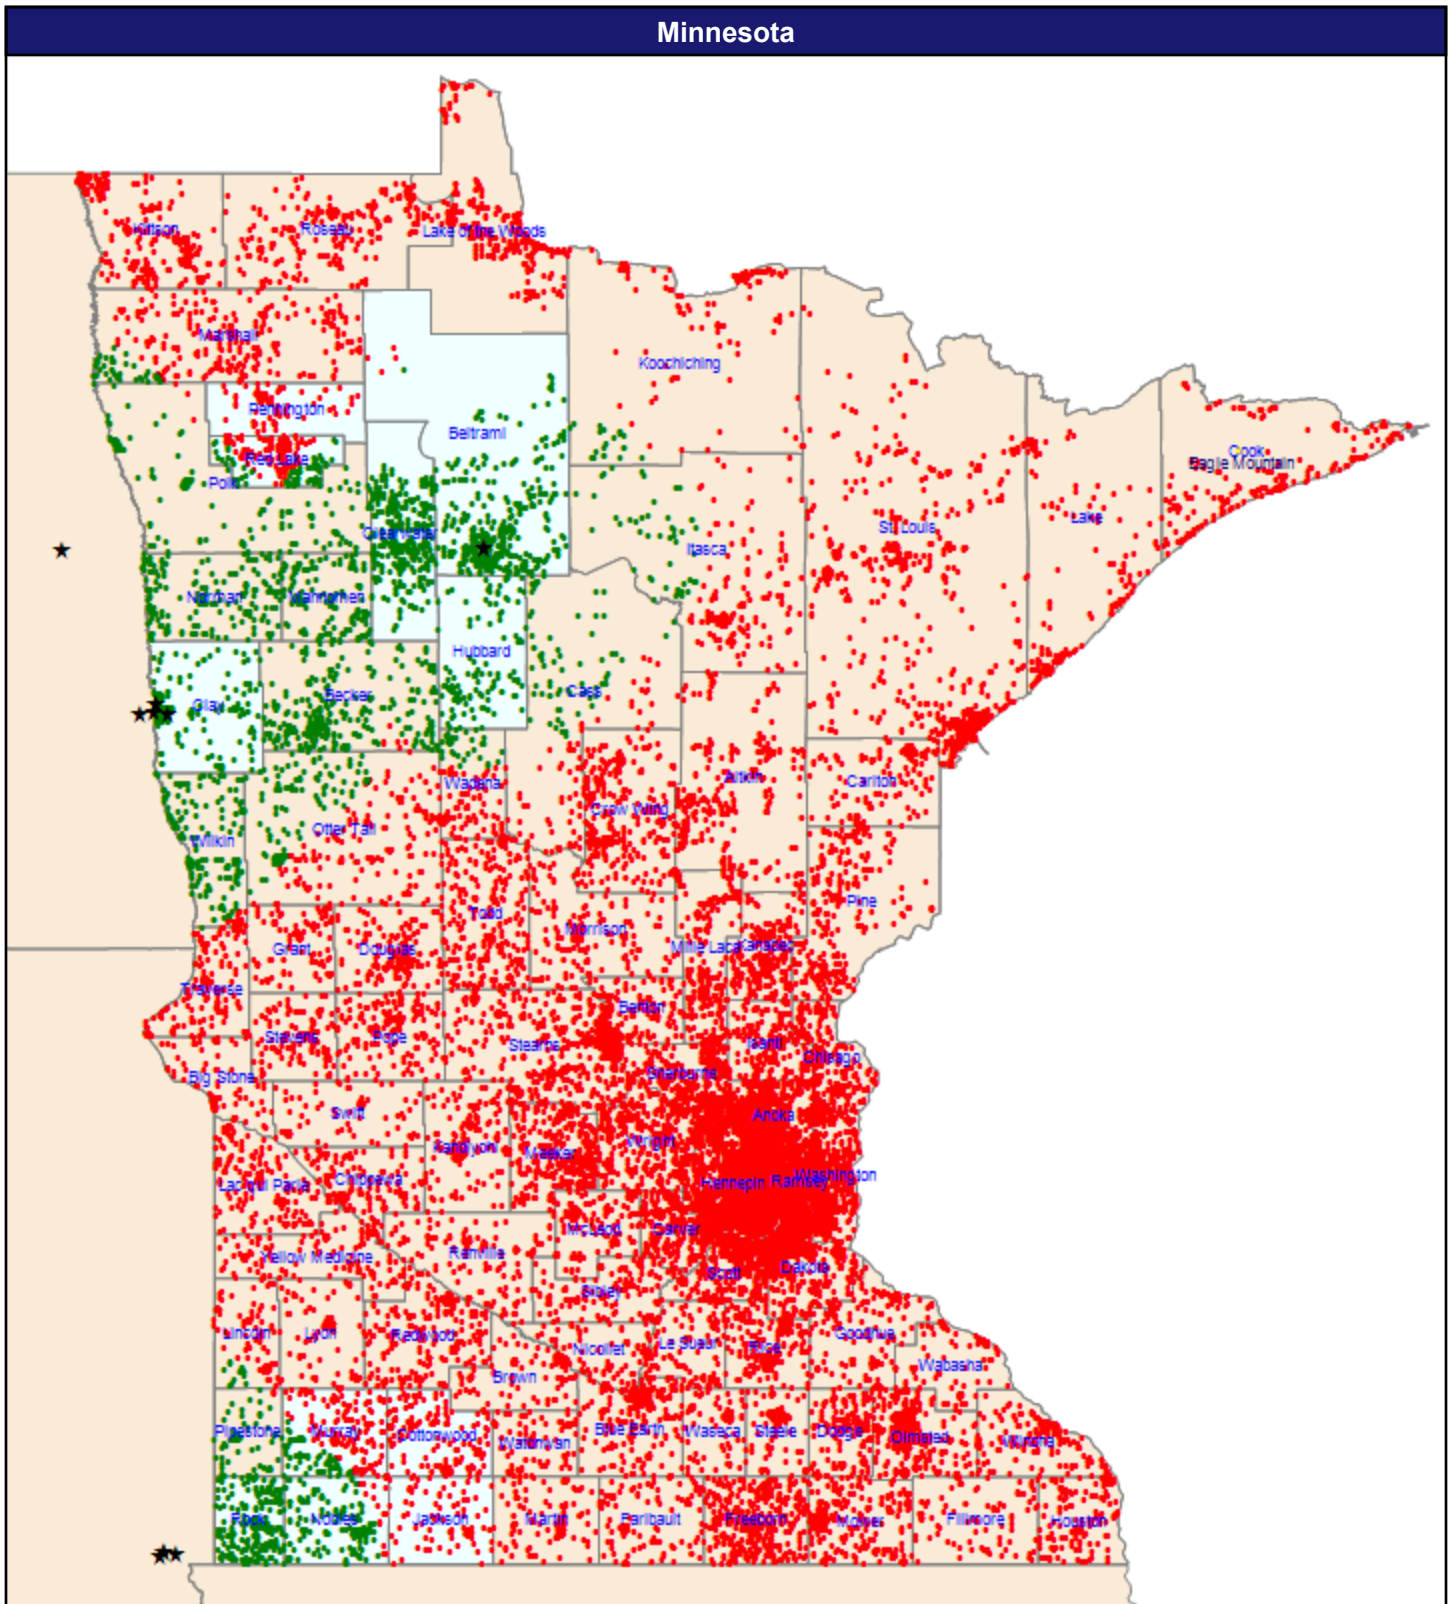 Minnesota
Kittson
Roseau
Lake of the Woods
Marshall
Koochiching
Pennington
Beltrami
Cook
Red Lake
Eagle Mountain
Polk
Lake
St. Louis
Clearwater
Itasca
Norman
Mahnomen
Hubbard
Cass
Becker
Clay
Aitkin
Wadena
Carlton
Crow Wing
Otter Tail
Wilkin
Pine
Todd
Morrison
Grant
Douglas
Mille Lacs
Kanabec
Traverse
Benton
Stevens
Pope
Stearns
Isanti
Chisago
Big Stone
Sherburne
Swift
Anoka
Kandiyohi
Meeker
Wright
Lac qui Parle
Chippewa
Hennepin
Ramsey
Washington
McLeod
Carver
Yellow Medicine
Renville
Scott
Dakota
Sibley
Lincoln
Lyon
Redwood
Nicollet
Le Sueur
Rice
Goodhue
Wabasha
Brown
Pipestone
Murray
Cottonwood
Watonwan
Blue Earth
Waseca
Steele
Dodge
Olmsted
Winona
Rock
Nobles
Jackson
Martin
Faribault
Freeborn
Mower
Fillmore
Houston